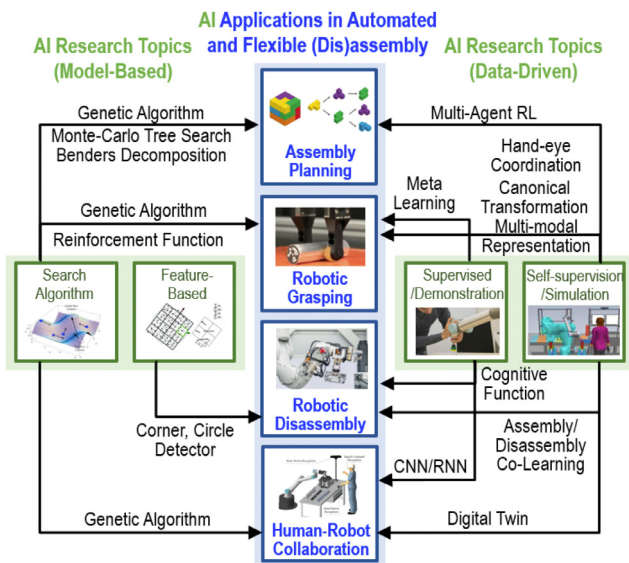 AI Applications in Automated
and Flexible (Dis)assembly
AI Research Topics
(Model-Based)
AI Research Topics
(Data-Driven)
Genetic Algorithm
Monte-Carlo Tree Search
Benders Decomposition
Assembly
Planning
Multi-Agent RL
Hand-eye
Coordination
Canonical
Transformation
Multi-modal
Representation
Meta
Learning
Genetic Algorithm
Reinforcement Function
Robotic
Grasping
Search
Algorithm
Feature-
Based
Supervised
/Demonstration
Self-supervision
/Simulation
Robotic
Disassembly
Cognitive
Function
Corner, Circle
Detector
Assembly/
Disassembly
Co-Learning
CNN/RNN
Genetic Algorithm
Human-Robot
Collaboration
Digital Twin